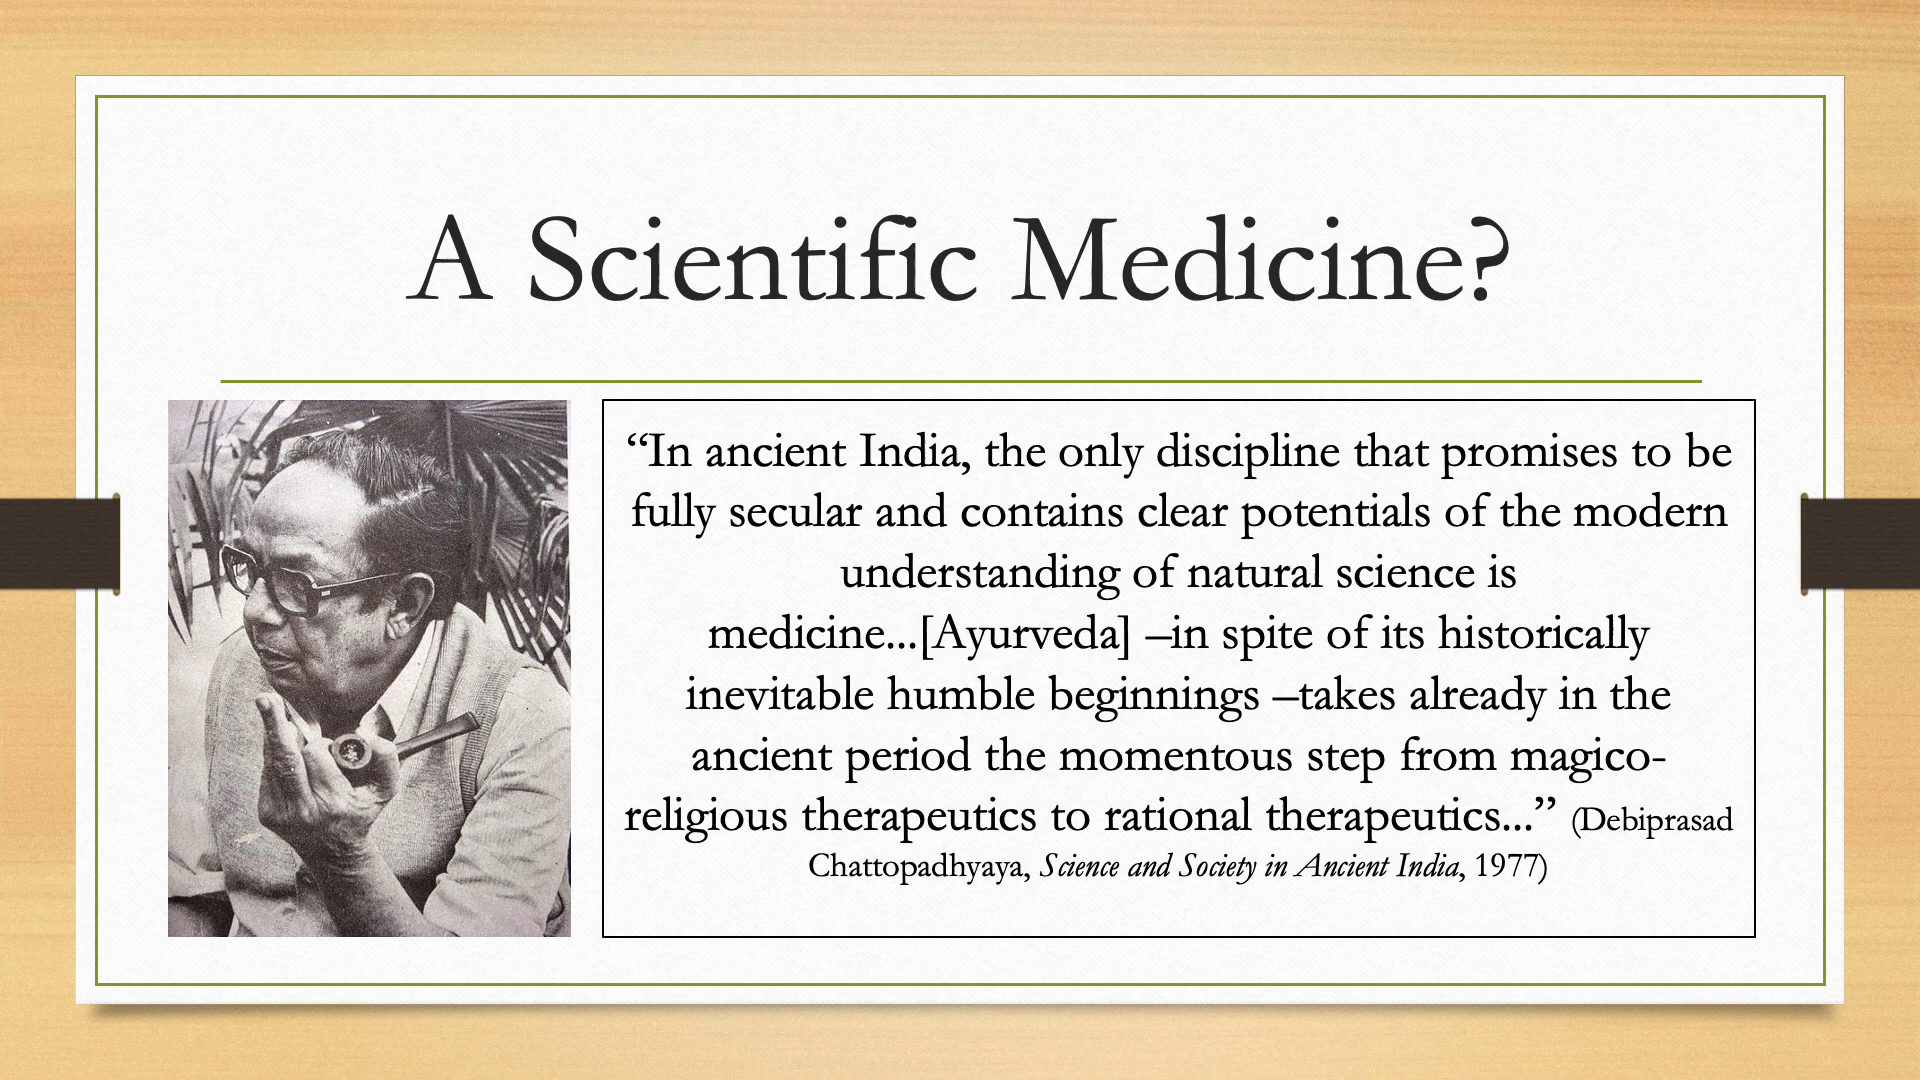 A Scientific Medicine?
“In ancient India, the only discipline that promises to be
fully secular and contains clear potentials of the modern
understanding of natural science is
medicine...[Ayurveda] –in spite of its historically
inevitable humble beginnings –takes already in the
ancient period the momentous step from magico-
religious therapeutics to rational therapeutics...” (Debiprasad
Chattopadhyaya, Science and Society in Ancient India, 1977)